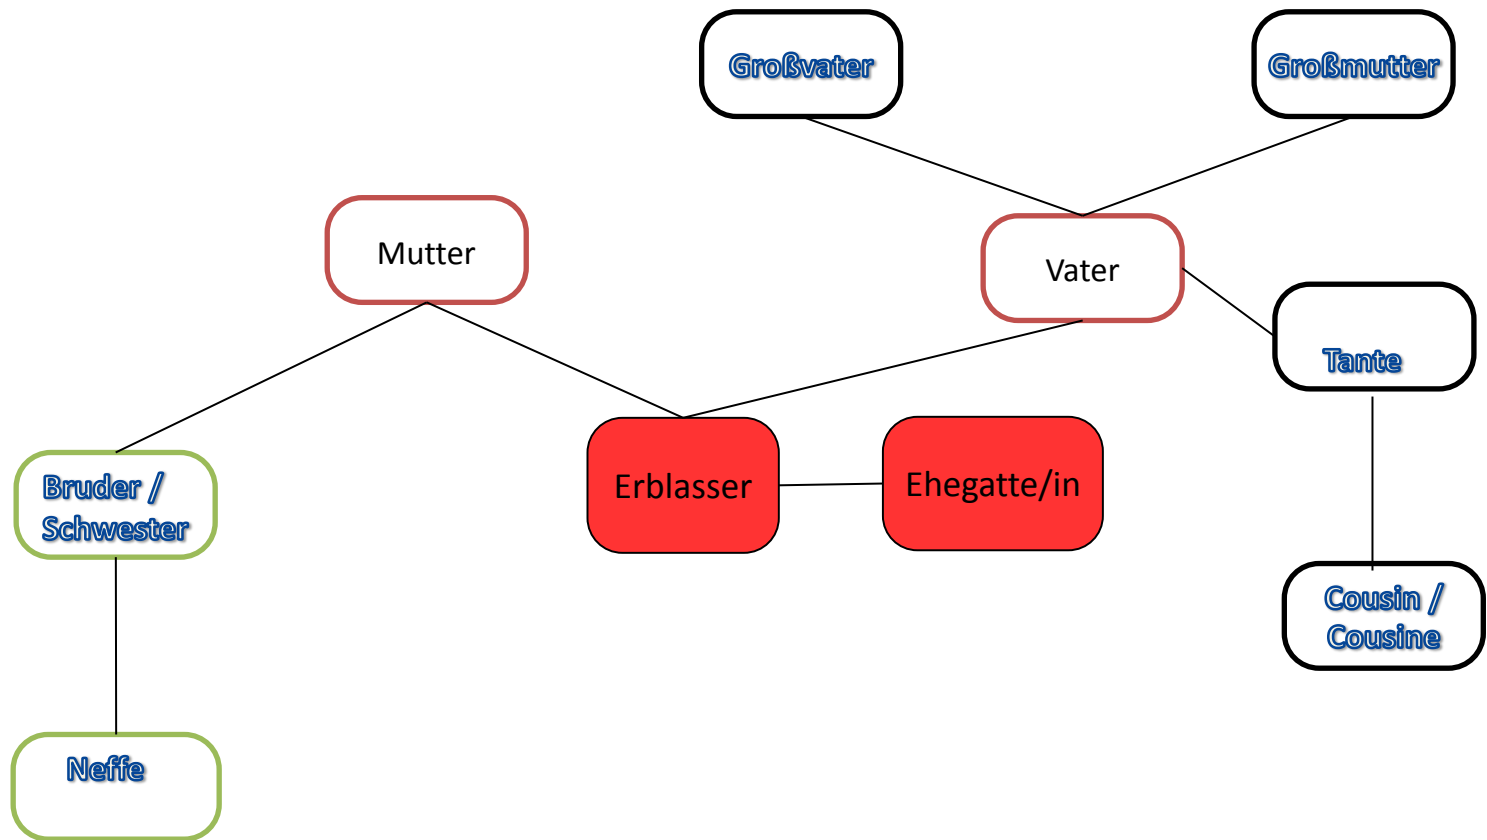 Großvater
Großmutter
Mutter
Vater
Tante
Bruder /
Schwester
Erblasser
Ehegatte/in
Cousin /
Cousine
Neffe